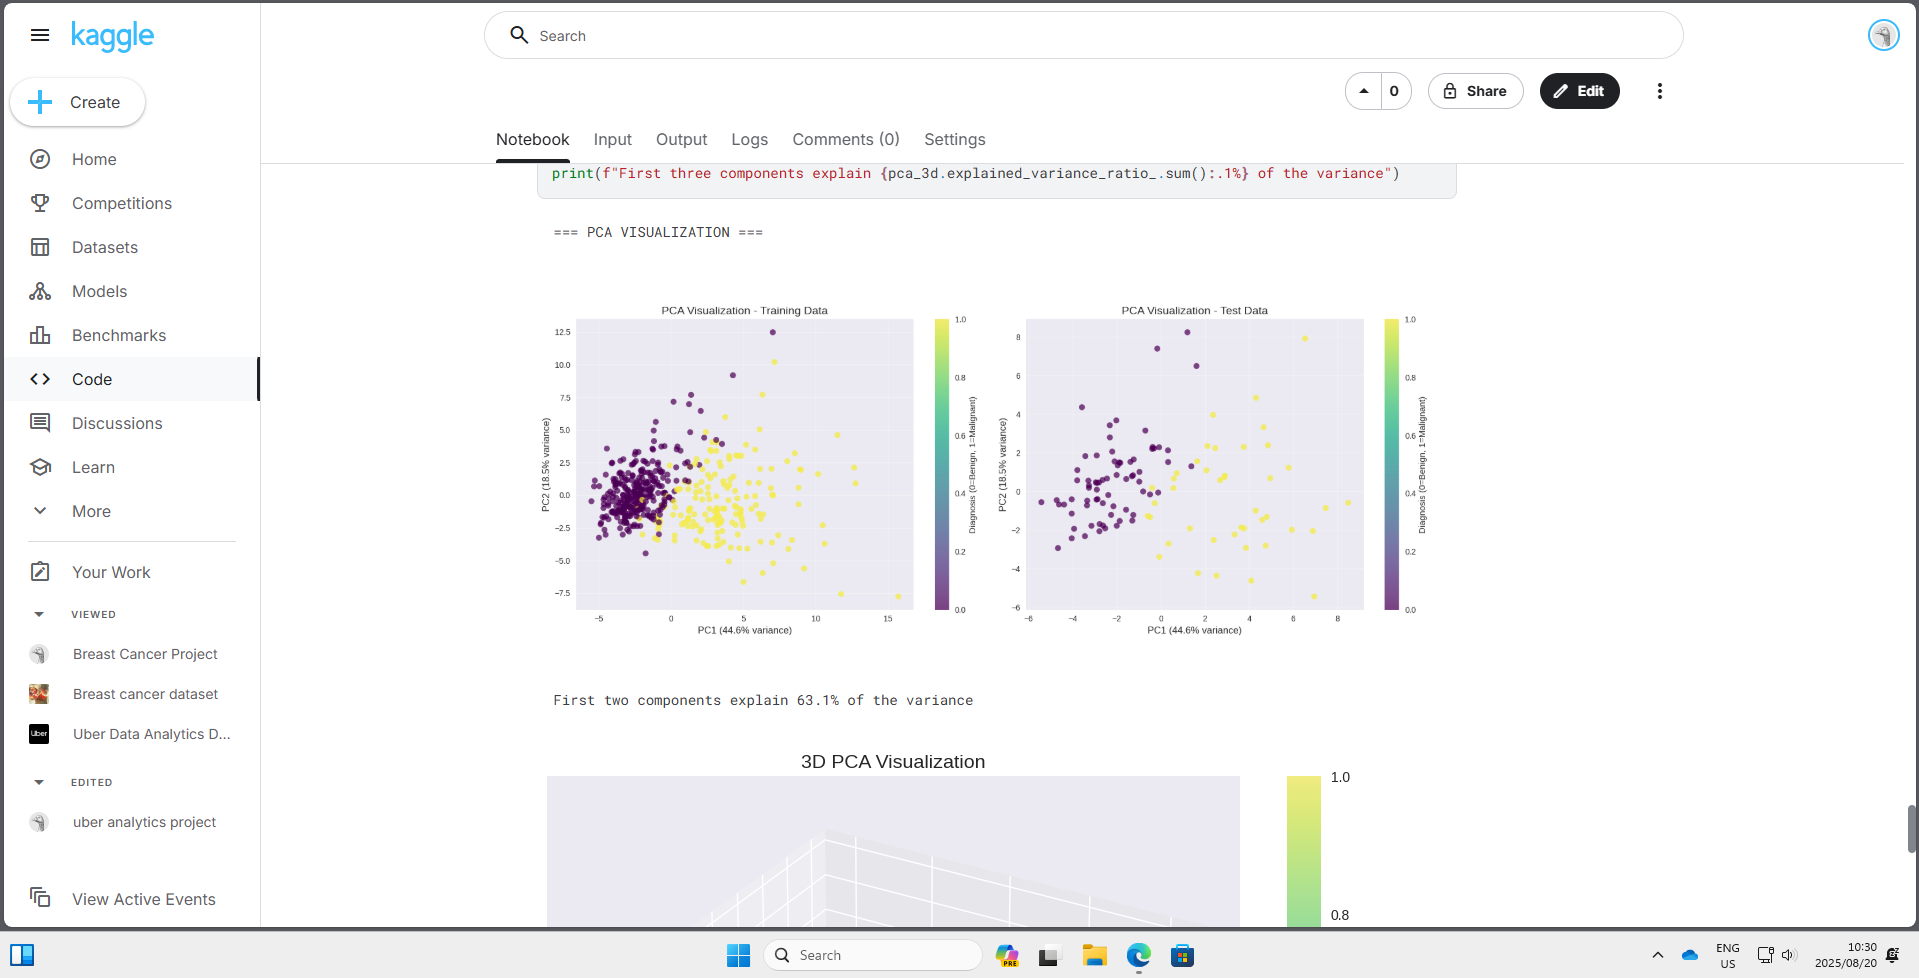 kaggle
Search
Create
0
Share
Edit
Notebook
Input
Output
Logs
Comments (0)
Settings
Home
Competitions
Datasets
Models
Benchmarks
Code
Discussions
Learn
More
Your Work
VIEWED
Breast Cancer Project
Breast cancer dataset
Uber
Uber Data Analytics D...
EDITED
uber analytics project
View Active Events
print(f"First three components explain {pca_3d.explained_variance_ratio_.sum():.1%} of the variance")
=== PCA VISUALIZATION ===
PCA Visualization - Training Data
12.5
10.0
7.5
5.0
2.5
0.0
−2.5
−5.0
−7.5
PC2 (18.5% variance)
−5
0
5
10
15
PC1 (44.6% variance)
1.0
0.8
0.6
0.4
0.2
0.0
Diagnosis (0=Benign, 1=Malignant)
PCA Visualization - Test Data
8
6
4
2
0
−2
−4
−6
PC2 (18.5% variance)
−6
−4
−2
0
2
4
6
8
PC1 (44.6% variance)
1.0
0.8
0.6
0.4
0.2
0.0
Diagnosis (0=Benign, 1=Malignant)
First two components explain 63.1% of the variance
3D PCA Visualization
1.0
0.8
Search
PRE
ENG
US
10:30
2025/08/20